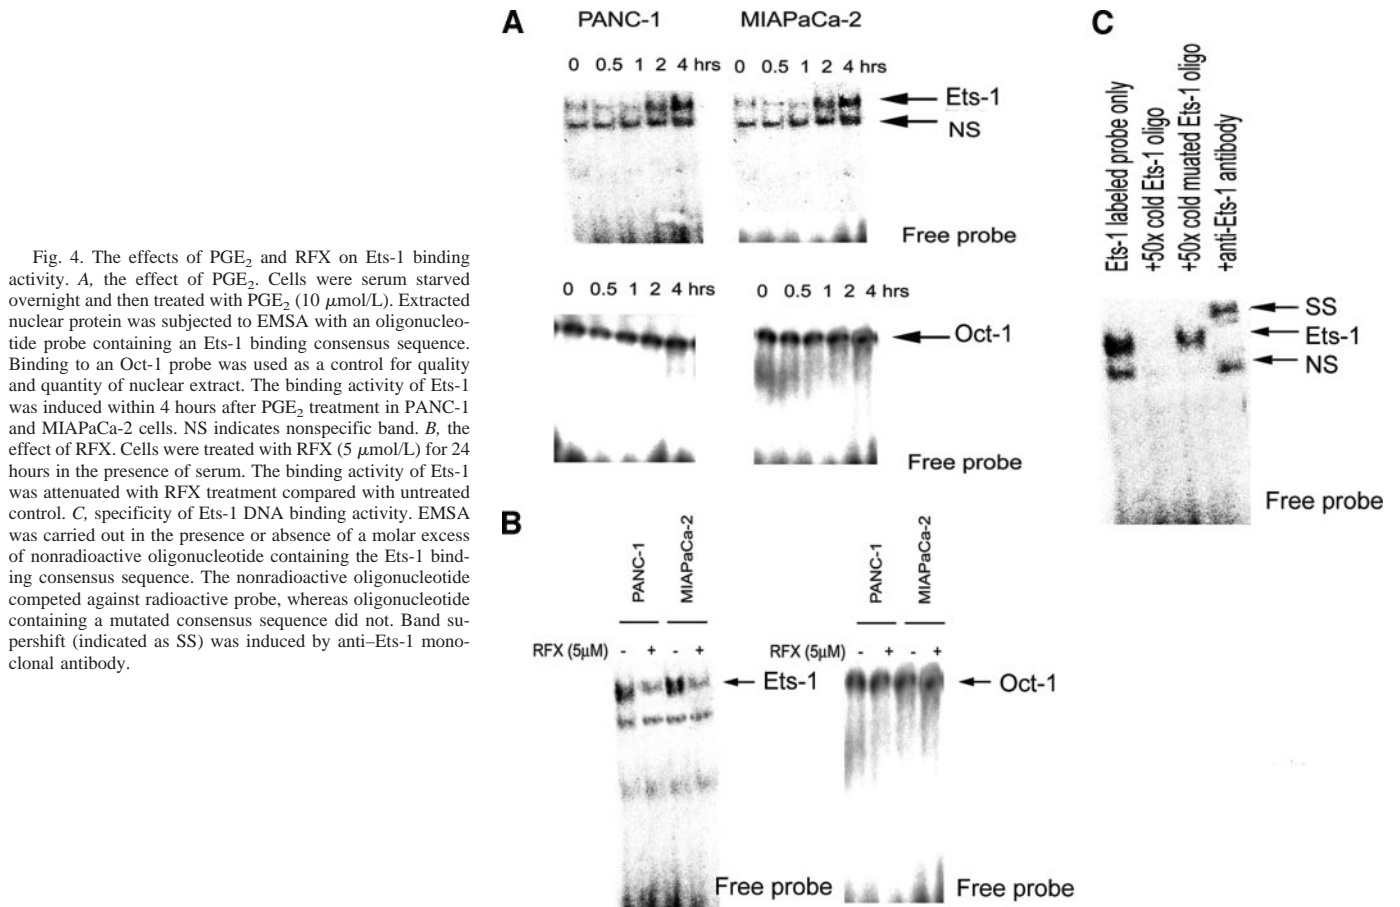 Fig. 4. The effects of PGE₂ and RFX on Ets-1 binding
activity. A, the effect of PGE₂. Cells were serum starved
overnight and then treated with PGE₂ (10 μmol/L). Extracted
nuclear protein was subjected to EMSA with an oligonucleo-
tide probe containing an Ets-1 binding consensus sequence.
Binding to an Oct-1 probe was used as a control for quality
and quantity of nuclear extract. The binding activity of Ets-1
was induced within 4 hours after PGE₂ treatment in PANC-1
and MIAPaCa-2 cells. NS indicates nonspecific band. B, the
effect of RFX. Cells were treated with RFX (5 μmol/L) for 24
hours in the presence of serum. The binding activity of Ets-1
was attenuated with RFX treatment compared with untreated
control. C, specificity of Ets-1 DNA binding activity. EMSA
was carried out in the presence or absence of a molar excess
of nonradioactive oligonucleotide containing the Ets-1 bind-
ing consensus sequence. The nonradioactive oligonucleotide
competed against radioactive probe, whereas oligonucleotide
containing a mutated consensus sequence did not. Band su-
pershift (indicated as SS) was induced by anti–Ets-1 mono-
clonal antibody.
A
PANC-1
MIAPaCa-2
0 0.5 1 2 4 hrs
0 0.5 1 2 4 hrs
Ets-1
NS
Free probe
0 0.5 1 2 4 hrs
0 0.5 1 2 4 hrs
Oct-1
Free probe
B
PANC-1
MIAPaCa-2
RFX (5μM) - + - +
Ets-1
Free probe
PANC-1
MIAPaCa-2
RFX (5μM) - + - +
Oct-1
Free probe
C
Ets-1 labeled probe only
+50x cold Ets-1 oligo
+50x cold muated Ets-1 oligo
+anti-Ets-1 antibody
SS
Ets-1
NS
Free probe